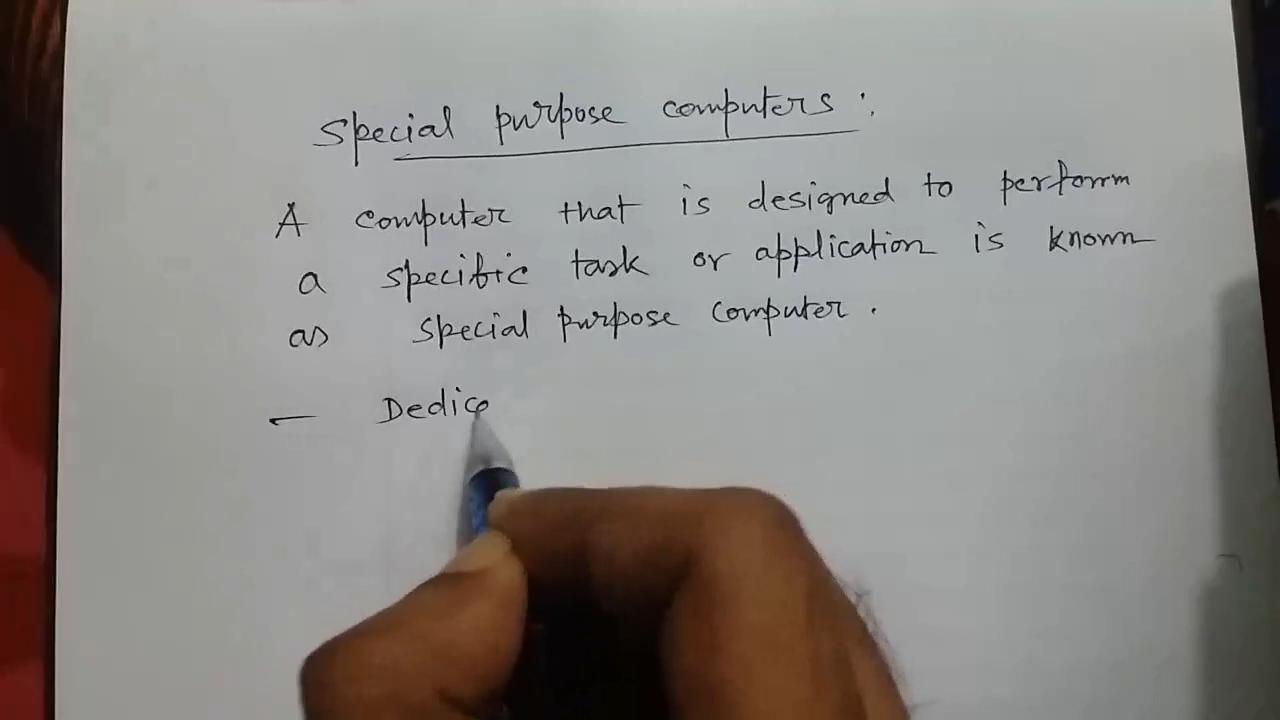 Special purpose computers :
A computer that is designed to perform
a specific task or application is known
as special purpose computer .
— Dedica